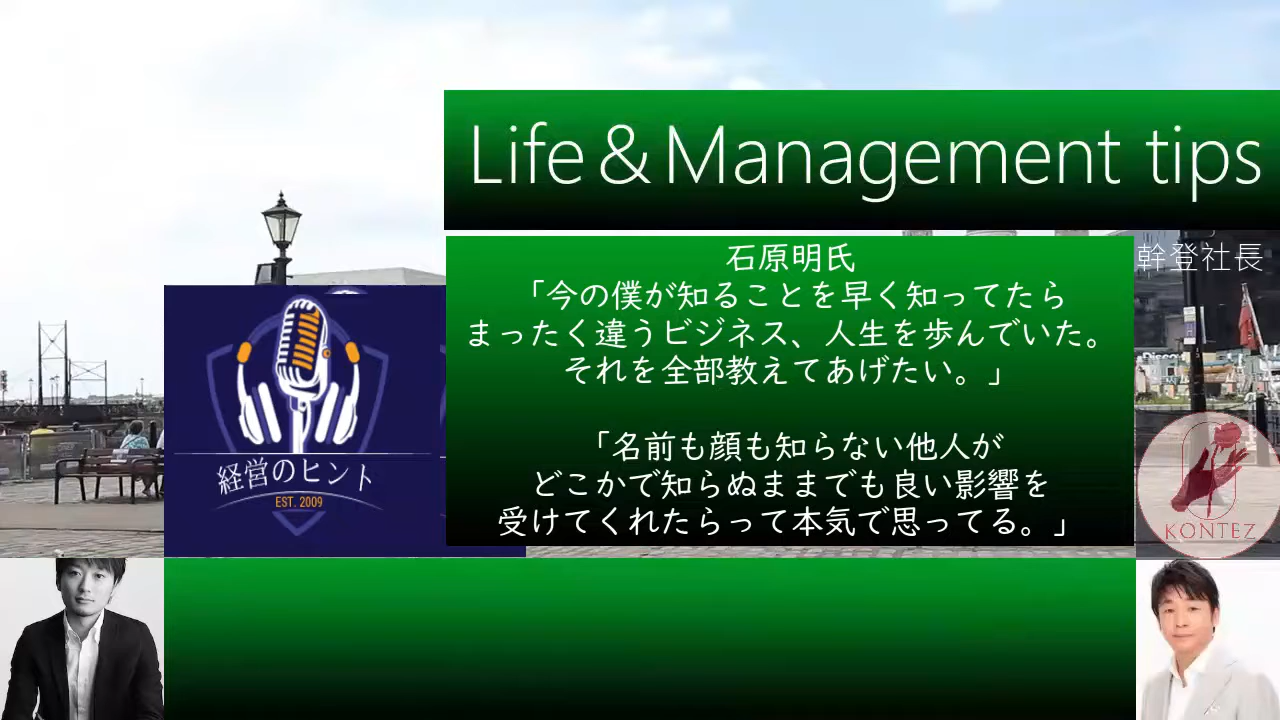 Life＆Management tips
石原明氏
「今の僕が知ることを早く知ってたら
まったく違うビジネス、人生を歩んでいた。
それを全部教えてあげたい。」
「名前も顔も知らない他人が
どこかで知らぬままでも良い影響を
受けてくれたらって本気で思ってる。」
幹登社長
経営のヒント
EST. 2009
KONTEZ